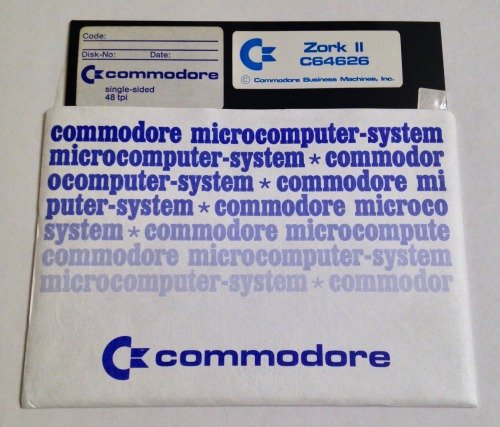 Code:
Disk-No: Date:
commodore
single-sided
48 tpi
Zork II
C64626
© Commodore Business Machines, Inc.
commodore microcomputer-system
microcomputer-system * commodor
ocomputer-system * commodore mi
puter-system * commodore microco
system * commodore microcompute
commodore microcomputer-system
microcomputer-system * commodor
commodore